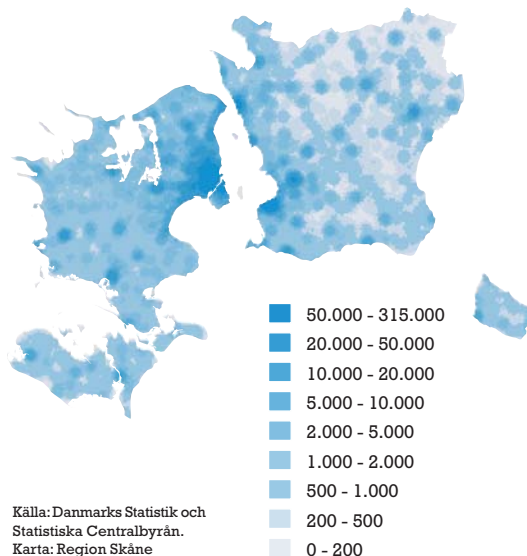 50.000 - 315.000
20.000 - 50.000
10.000 - 20.000
5.000 - 10.000
2.000 - 5.000
1.000 - 2.000
500 - 1.000
200 - 500
0 - 200
Källa: Danmarks Statistik och
Statistiska Centralbyrån.
Karta: Region Skåne